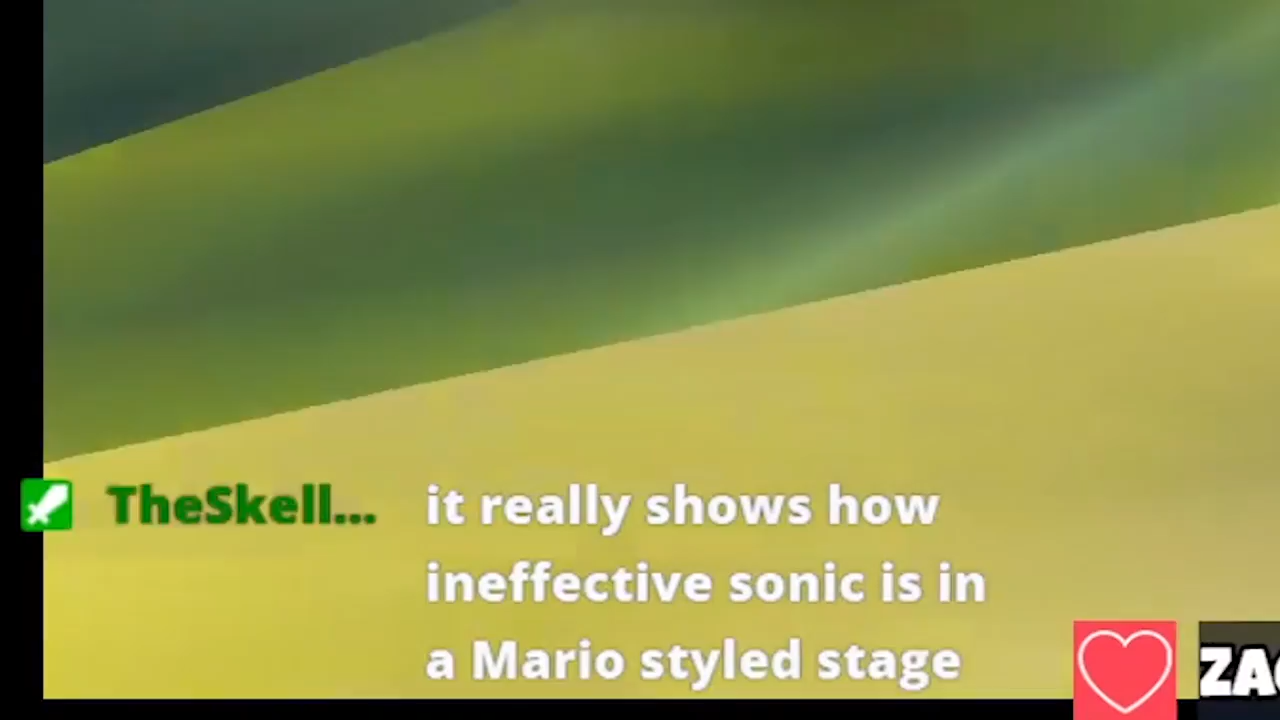 TheSkell... it really shows how
ineffective sonic is in
a Mario styled stage